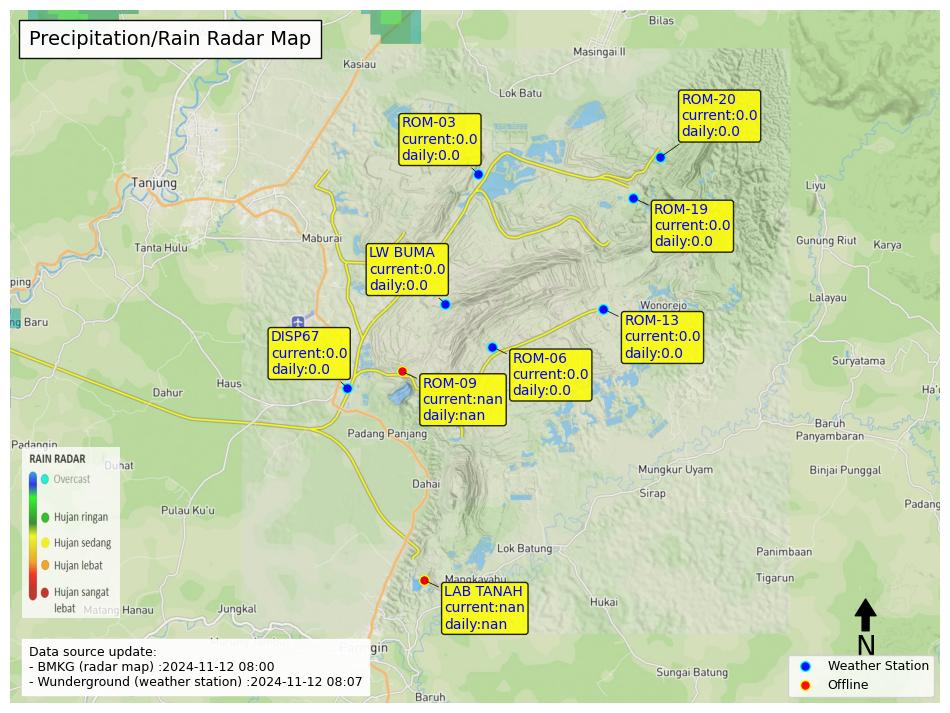 Precipitation/Rain Radar Map
Bilas
Masingai II
Kasiau
Lok Batu
ROM-20
current:0.0
daily:0.0
ROM-03
current:0.0
daily:0.0
Tanjung
Liyu
ROM-19
current:0.0
daily:0.0
Maburai
Tanta Hulu
Gunung Riut
Karya
LW BUMA
current:0.0
daily:0.0
ping
Lalayau
Wonorejo
ng Baru
ROM-13
current:0.0
daily:0.0
DISP67
current:0.0
daily:0.0
ROM-06
current:0.0
daily:0.0
Suryatama
Haus
Dahur
ROM-09
current:nan
daily:nan
Ha'u
Baruh
Panyambaran
Padang Panjang
Padangin
RAIN RADAR
Duhat
Overcast
Hujan ringan
Hujan sedang
Hujan lebat
Hujan sangat
lebat
Mungkur Uyam
Binjai Punggal
Dahai
Sirap
Pulau Ku'u
Padang
Lok Batung
Panimbaan
Tigarun
Mangkayahu
LAB TANAH
current:nan
daily:nan
Matang Hanau
Jungkal
Hukai
N
Paringin
Data source update:
- BMKG (radar map) :2024-11-12 08:00
- Wunderground (weather station) :2024-11-12 08:07
Sungai Batung
Baruh
Weather Station
Offline